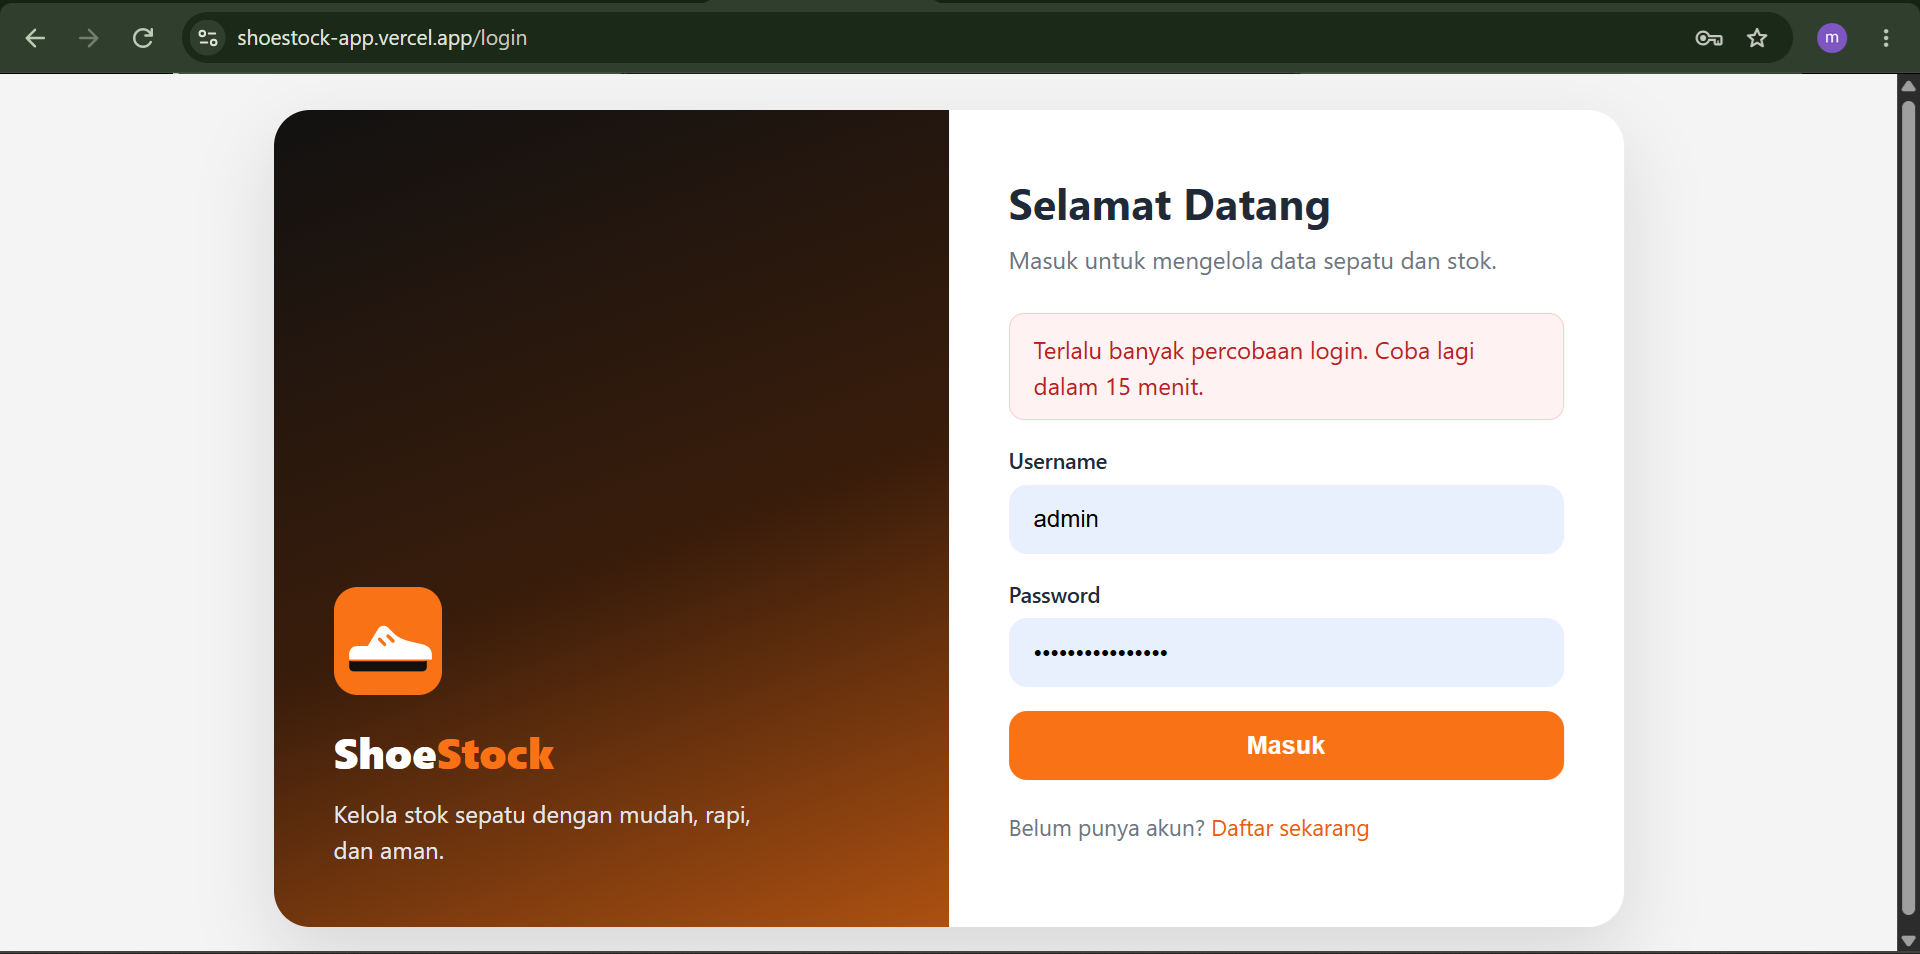 shoestock-app.vercel.app/login
m
Selamat Datang
Masuk untuk mengelola data sepatu dan stok.
Terlalu banyak percobaan login. Coba lagi
dalam 15 menit.
Username
admin
Password
••••••••••••••••
Masuk
Belum punya akun? Daftar sekarang
ShoeStock
Kelola stok sepatu dengan mudah, rapi,
dan aman.